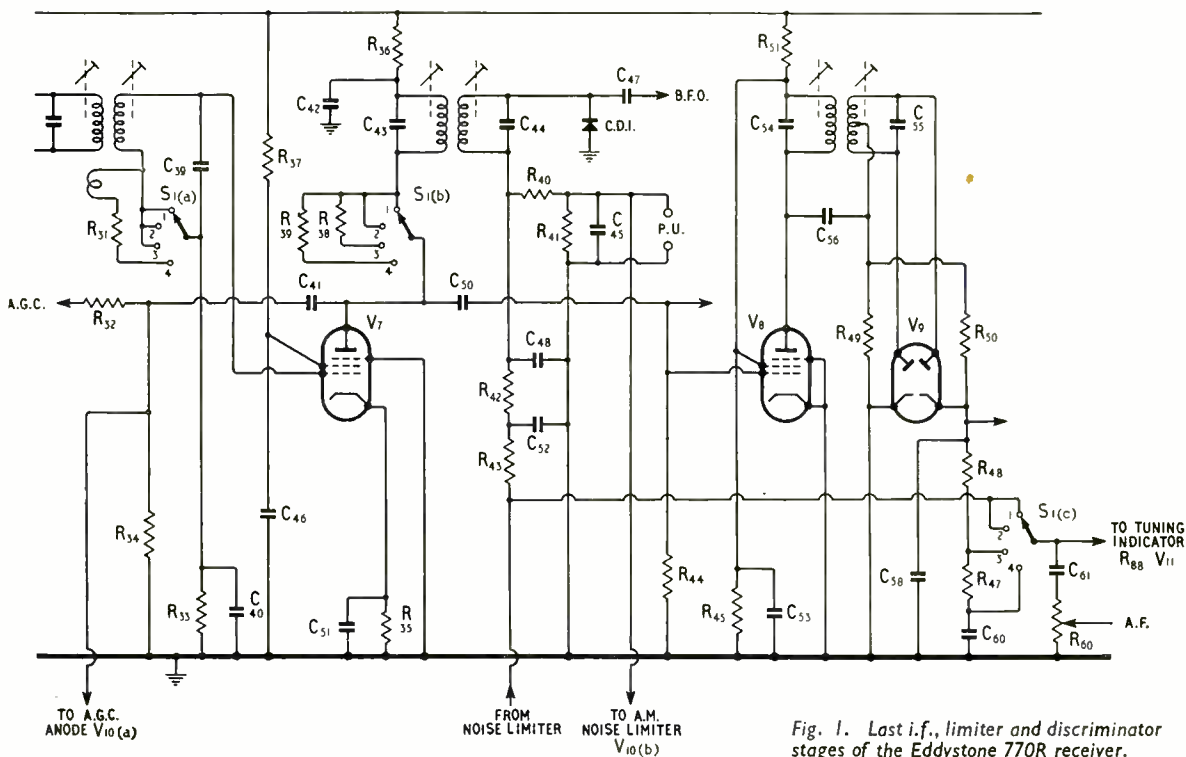 R36
R51
C42
C43
C44
C47
B.F.O.
C.D.I.
C54
C55
C39
R37
S1(a)
1
2
3
4
R31
S1(b)
1
2
3
4
R39
R38
R40
R41
C45
P.U.
C56
A.G.C.
R32
C41
C50
V7
V8
R49
V9
R50
C48
R42
C52
R43
R48
S1(c)
1
2
3
4
TO TUNING
INDICATOR
R88 V11
C46
R34
R33
C40
C51
R35
R44
R45
C53
C58
R47
C60
C61
R60
A.F.
TO A.G.C.
ANODE V10(a)
FROM
NOISE LIMITER
TO A.M.
NOISE LIMITER
V10(b)
Fig. 1. Last i.f., limiter and discriminator
stages of the Eddystone 770R receiver.